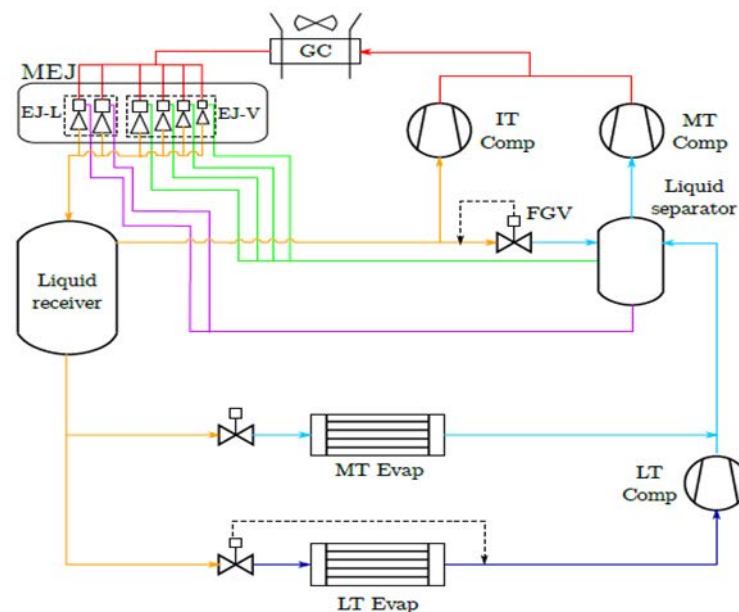 GC
MEJ
EJ-L
EJ-V
IT
Comp
MT
Comp
Liquid
separator
FGV
Liquid
receiver
MT Evap
LT
Comp
LT Evap